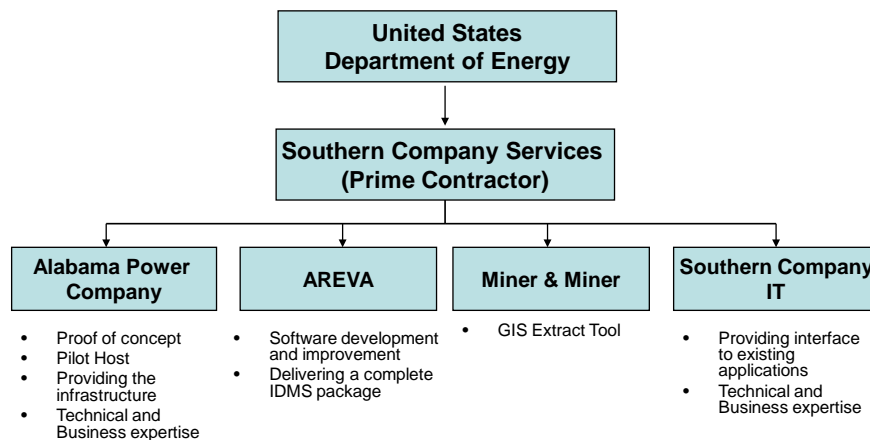 United States
Department of Energy
Southern Company Services
(Prime Contractor)
Alabama Power
Company
• Proof of concept
• Pilot Host
• Providing the
infrastructure
• Technical and
Business expertise
AREVA
• Software development
and improvement
• Delivering a complete
IDMS package
Miner & Miner
• GIS Extract Tool
Southern Company
IT
• Providing interface
to existing
applications
• Technical and
Business expertise